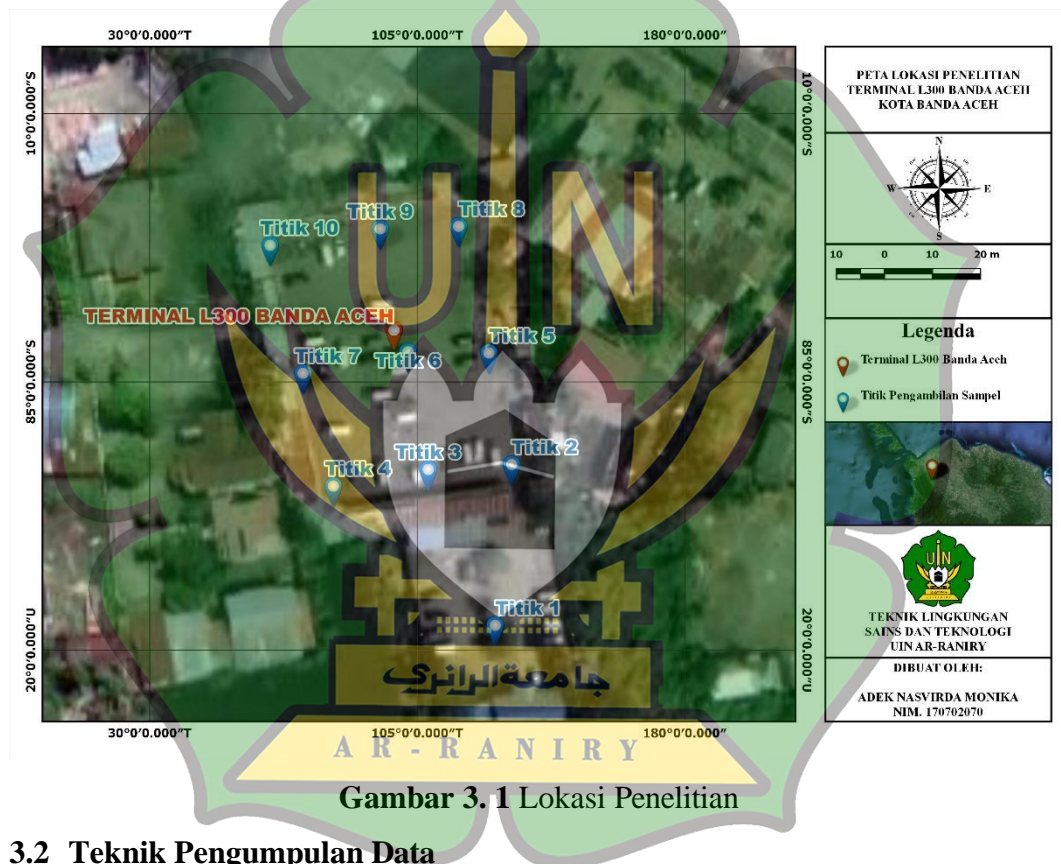 30°0'0.000"T 105°0'0.000"T 180°0'0.000"
10°0'0.000"S
10°0'0.000"S
85°0'0.000"S
85°0'0.000"S
20°0'0.000"U
20°0'0.000"U
UIN
Titik 10
Titik 9
Titik 8
TERMINAL L300 BANDA ACEH
Titik 7
Titik 6
Titik 5
Titik 4
Titik 3
Titik 2
Titik 1
جامعة الرانري
30°0'0.000"T 105°0'0.000"T 180°0'0.000"
AR-RANIRY
PETA LOKASI PENELITIAN
TERMINAL L300 BANDA ACEH
KOTA BANDA ACEH
N
W E
S
10 0 10 20 m
Legenda
Terminal L300 Banda Aceh
Titik Pengambilan Sampel
UIN
TEKNIK LINGKUNGAN
SAINS DAN TEKNOLOGI
UIN AR-RANIRY
DIBUAT OLEH:
ADEK NASVIRDA MONIKA
NIM. 170702070
Gambar 3. 1 Lokasi Penelitian
3.2 Teknik Pengumpulan Data